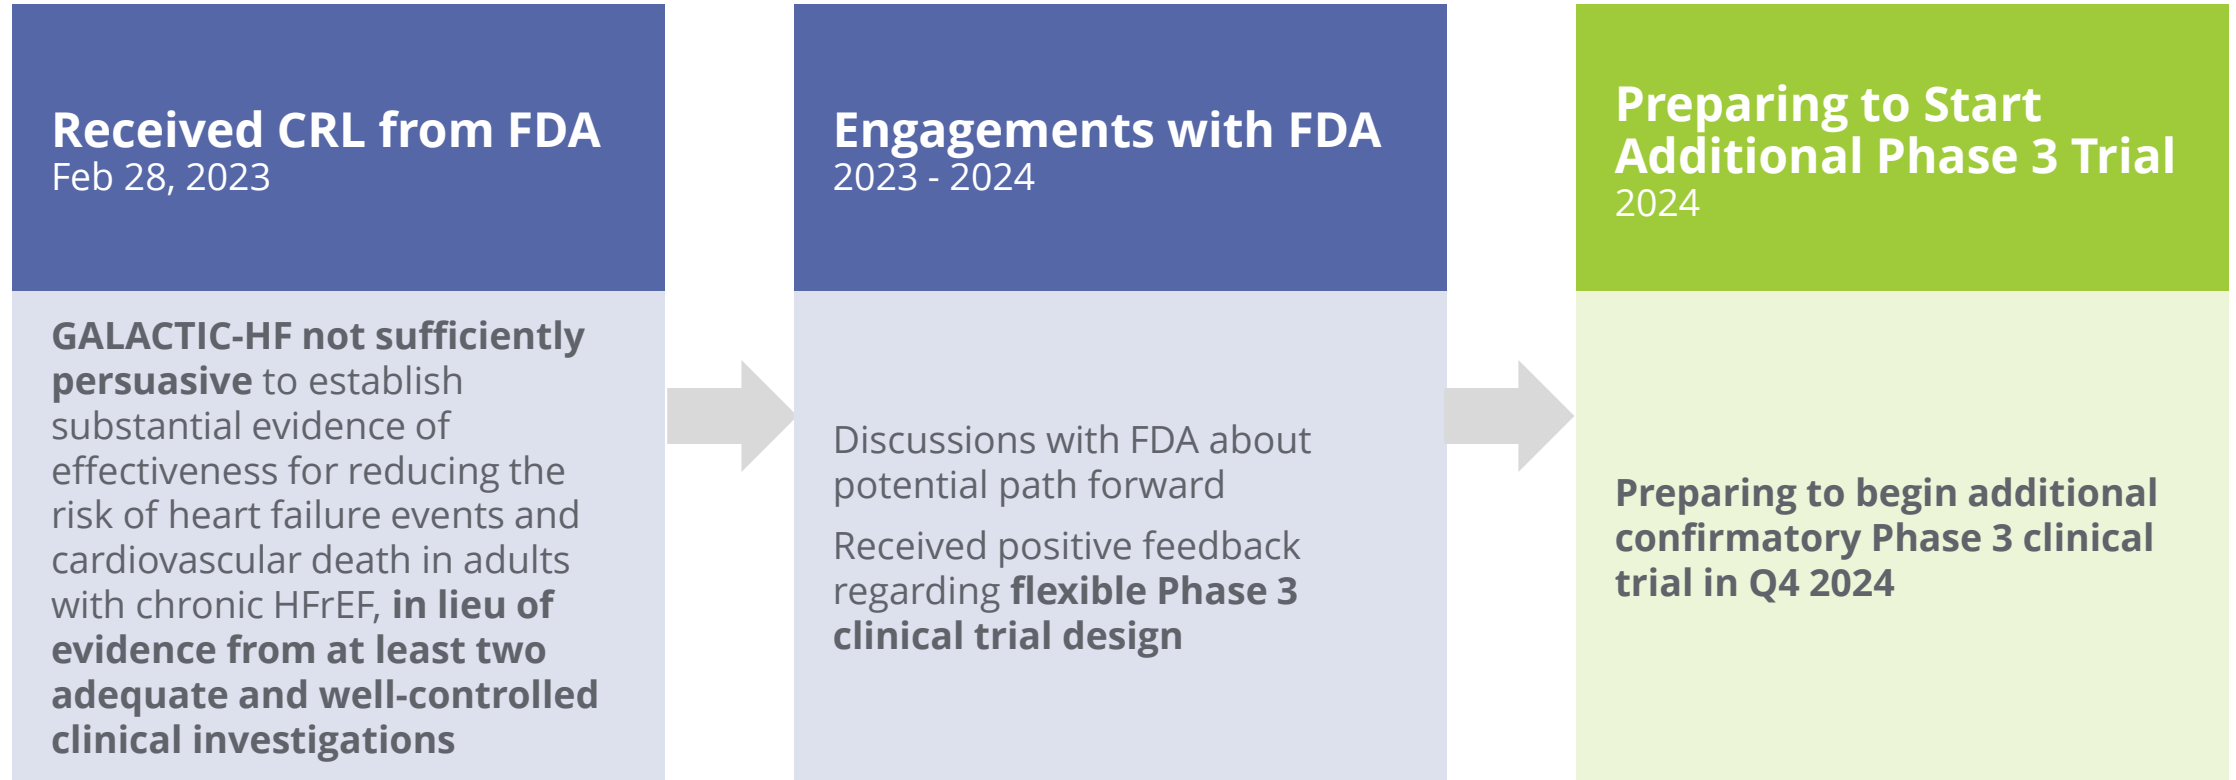 Received CRL from FDA
Feb 28, 2023
GALACTIC-HF not sufficiently
persuasive to establish
substantial evidence of
effectiveness for reducing the
risk of heart failure events and
cardiovascular death in adults
with chronic HFrEF, in lieu of
evidence from at least two
adequate and well-controlled
clinical investigations
Engagements with FDA
2023 - 2024
Discussions with FDA about
potential path forward
Received positive feedback
regarding flexible Phase 3
clinical trial design
Preparing to Start
Additional Phase 3 Trial
2024
Preparing to begin additional
confirmatory Phase 3 clinical
trial in Q4 2024